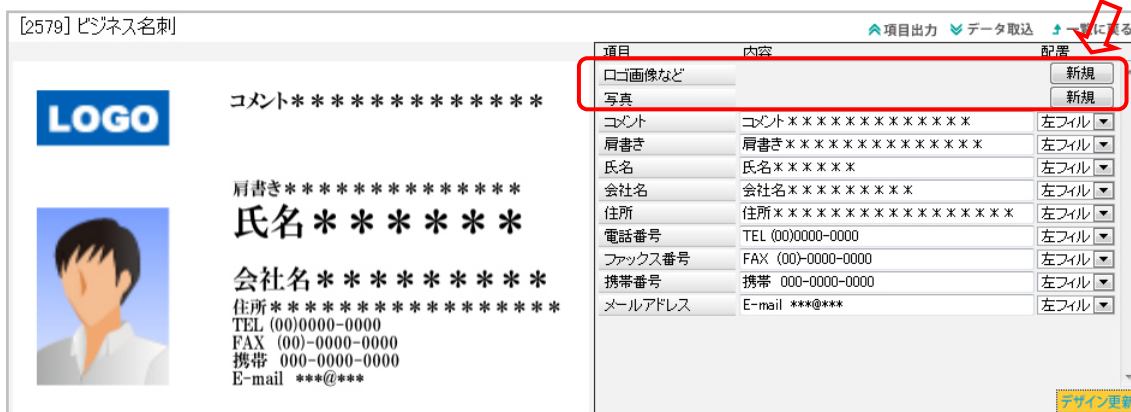 [2579] ビジネス名刺
項目出力 データ取込 一覧に戻る
項目 内容 配置
ロゴ画像など 新規
写真 新規
コメント コメント＊＊＊＊＊＊＊＊＊＊＊＊＊ 左フィル
肩書き 肩書き＊＊＊＊＊＊＊＊＊＊＊＊＊＊ 左フィル
氏名 氏名＊＊＊＊＊＊ 左フィル
会社名 会社名＊＊＊＊＊＊＊＊＊ 左フィル
住所 住所＊＊＊＊＊＊＊＊＊＊＊＊＊＊＊＊＊ 左フィル
電話番号 TEL (00)0000-0000 左フィル
ファックス番号 FAX (00)-0000-0000 左フィル
携帯番号 携帯 000-0000-0000 左フィル
メールアドレス E-mail ***@*** 左フィル
デザイン更新
LOGO
コメント＊＊＊＊＊＊＊＊＊＊＊＊＊
肩書き＊＊＊＊＊＊＊＊＊＊＊＊＊＊
氏名＊＊＊＊＊＊
会社名＊＊＊＊＊＊＊＊＊
住所＊＊＊＊＊＊＊＊＊＊＊＊＊＊＊＊＊
TEL (00)0000-0000
FAX (00)-0000-0000
携帯 000-0000-0000
E-mail ***@***